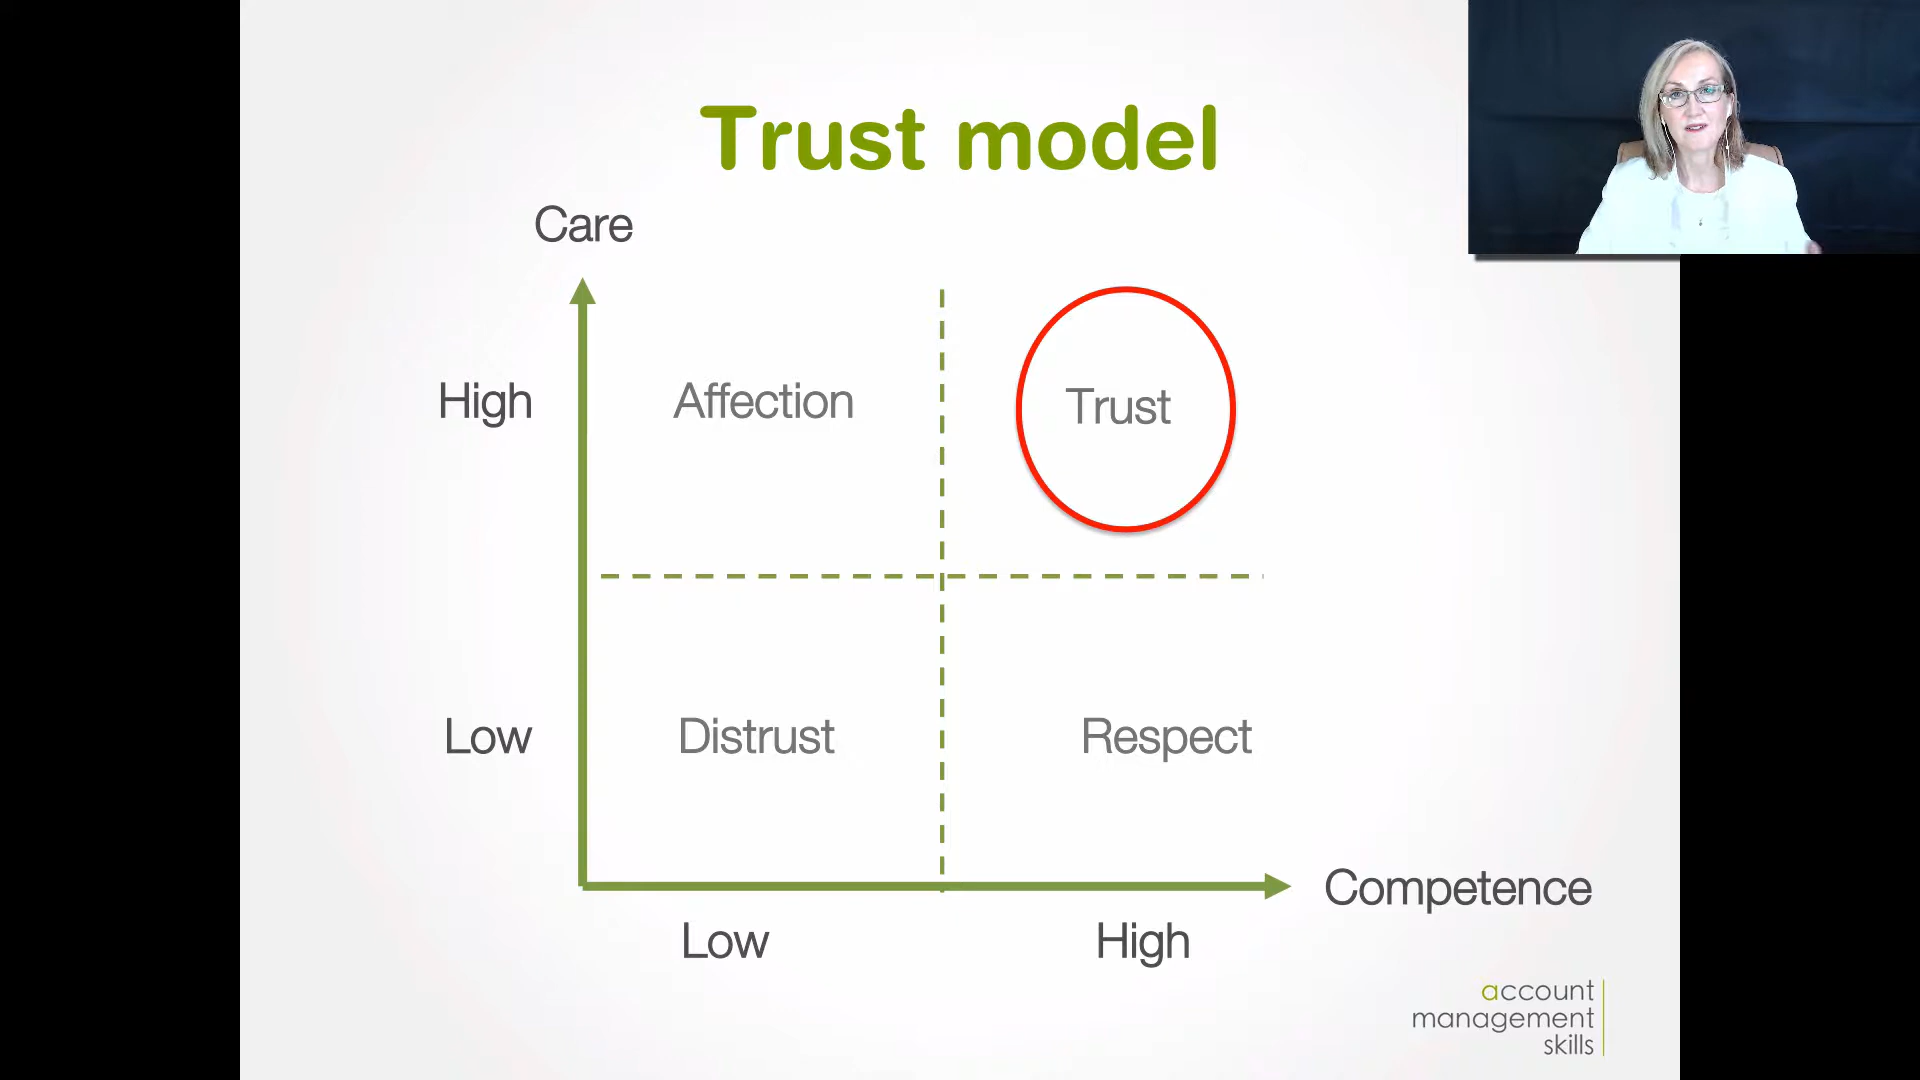 Trust model
Care
High
Affection
Trust
Low
Distrust
Respect
Competence
Low
High
account
management
skills